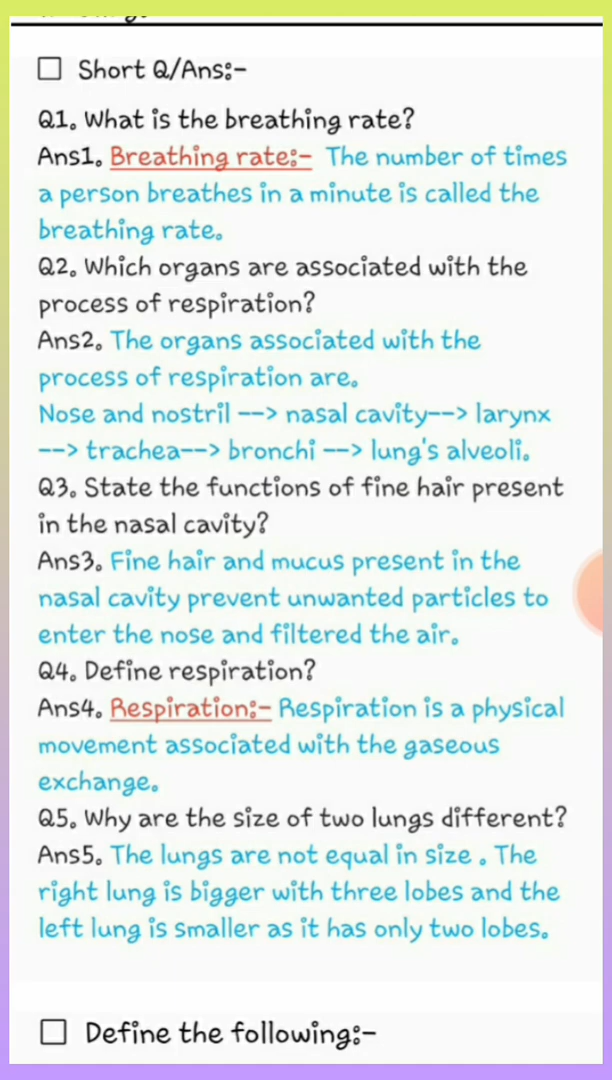 ☐ Short Q/Ans:-
Q1. What is the breathing rate?
Ans1. Breathing rate:- The number of times
a person breathes in a minute is called the
breathing rate.
Q2. Which organs are associated with the
process of respiration?
Ans2. The organs associated with the
process of respiration are.
Nose and nostril --> nasal cavity--> larynx
--> trachea--> bronchi --> lung's alveoli.
Q3. State the functions of fine hair present
in the nasal cavity?
Ans3. Fine hair and mucus present in the
nasal cavity prevent unwanted particles to
enter the nose and filtered the air.
Q4. Define respiration?
Ans4. Respiration:- Respiration is a physical
movement associated with the gaseous
exchange.
Q5. Why are the size of two lungs different?
Ans5. The lungs are not equal in size . The
right lung is bigger with three lobes and the
left lung is smaller as it has only two lobes.
☐ Define the following:-